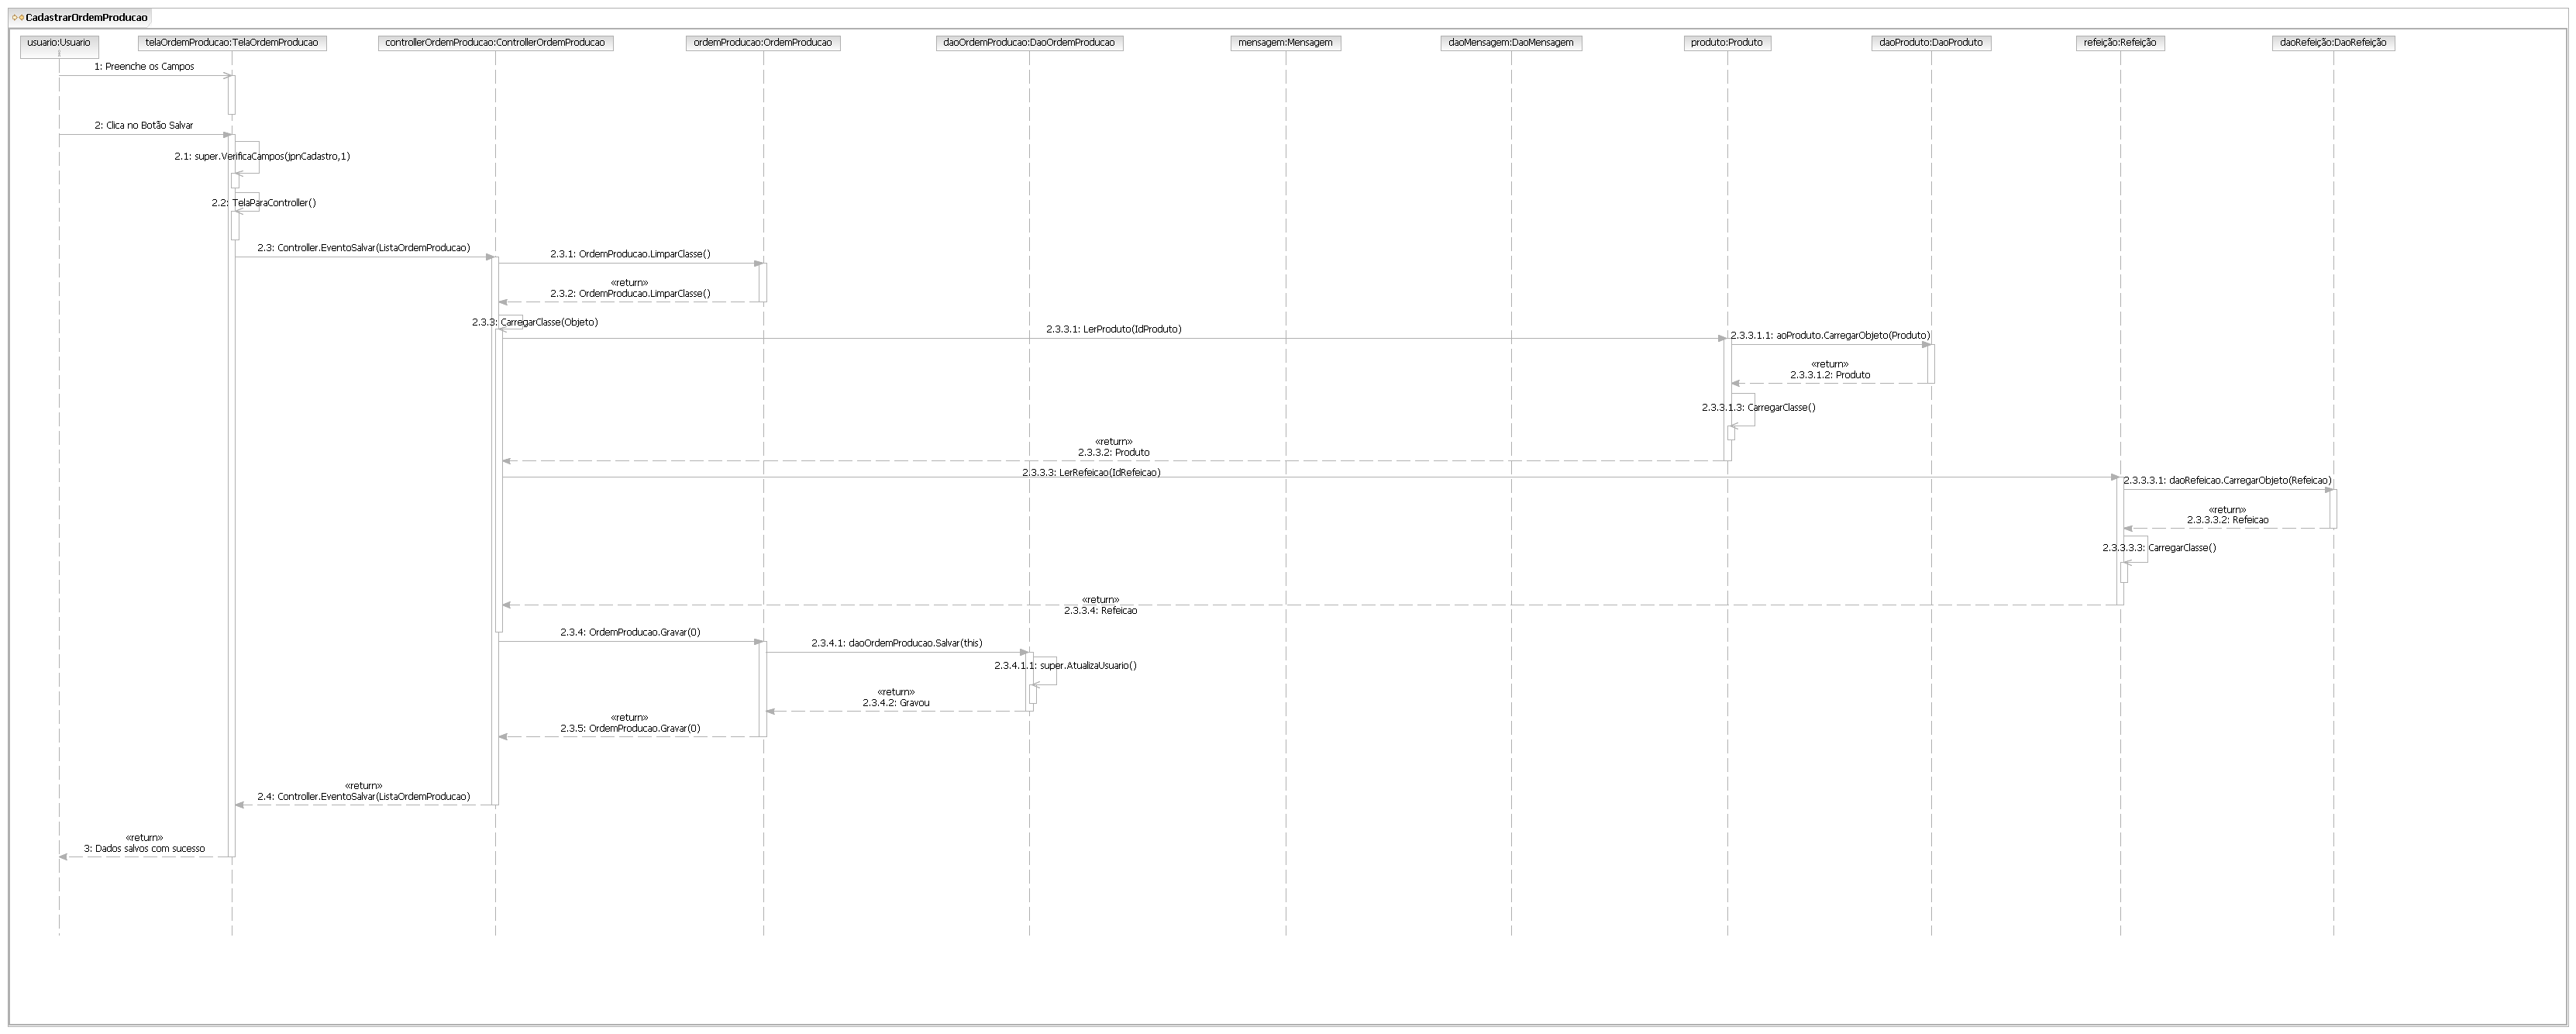 CadastrarOrdemProducao
usuario:Usuario
telaOrdemProducao:TelaOrdemProducao
controllerOrdemProducao:ControllerOrdemProducao
ordemProducao:OrdemProducao
daoOrdemProducao:DaoOrdemProducao
mensagem:Mensagem
daoMensagem:DaoMensagem
produto:Produto
daoProduto:DaoProduto
refeição:Refeição
daoRefeição:DaoRefeição
1: Preenche os Campos
2: Clica no Botão Salvar
2.1: super.VerificaCampos(jpnCadastro,1)
2.2: TelaParaController()
2.3: Controller.EventoSalvar(ListaOrdemProducao)
2.3.1: OrdemProducao.LimparClasse()
«return»
2.3.2: OrdemProducao.LimparClasse()
2.3.3: CarregarClasse(Objeto)
2.3.3.1: LerProduto(IdProduto)
2.3.3.1.1: aoProduto.CarregarObjeto(Produto)
«return»
2.3.3.1.2: Produto
2.3.3.1.3: CarregarClasse()
«return»
2.3.3.2: Produto
2.3.3.3: LerRefeicao(IdRefeicao)
2.3.3.3.1: daoRefeicao.CarregarObjeto(Refeicao)
«return»
2.3.3.3.2: Refeicao
2.3.3.3.3: CarregarClasse()
«return»
2.3.3.4: Refeicao
2.3.4: OrdemProducao.Gravar(0)
2.3.4.1: daoOrdemProducao.Salvar(this)
2.3.4.1.1: super.AtualizaUsuario()
«return»
2.3.4.2: Gravou
«return»
2.3.5: OrdemProducao.Gravar(0)
«return»
2.4: Controller.EventoSalvar(ListaOrdemProducao)
«return»
3: Dados salvos com sucesso